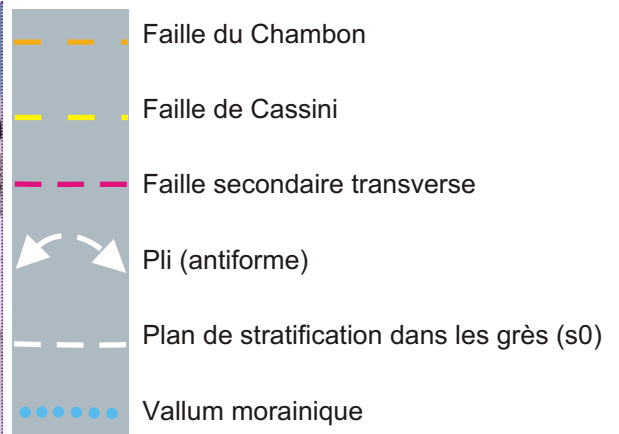 Faille du Chambon
Faille de Cassini
Faille secondaire transverse
Pli (antiforme)
Plan de stratification dans les grès (s0)
Vallum morainique